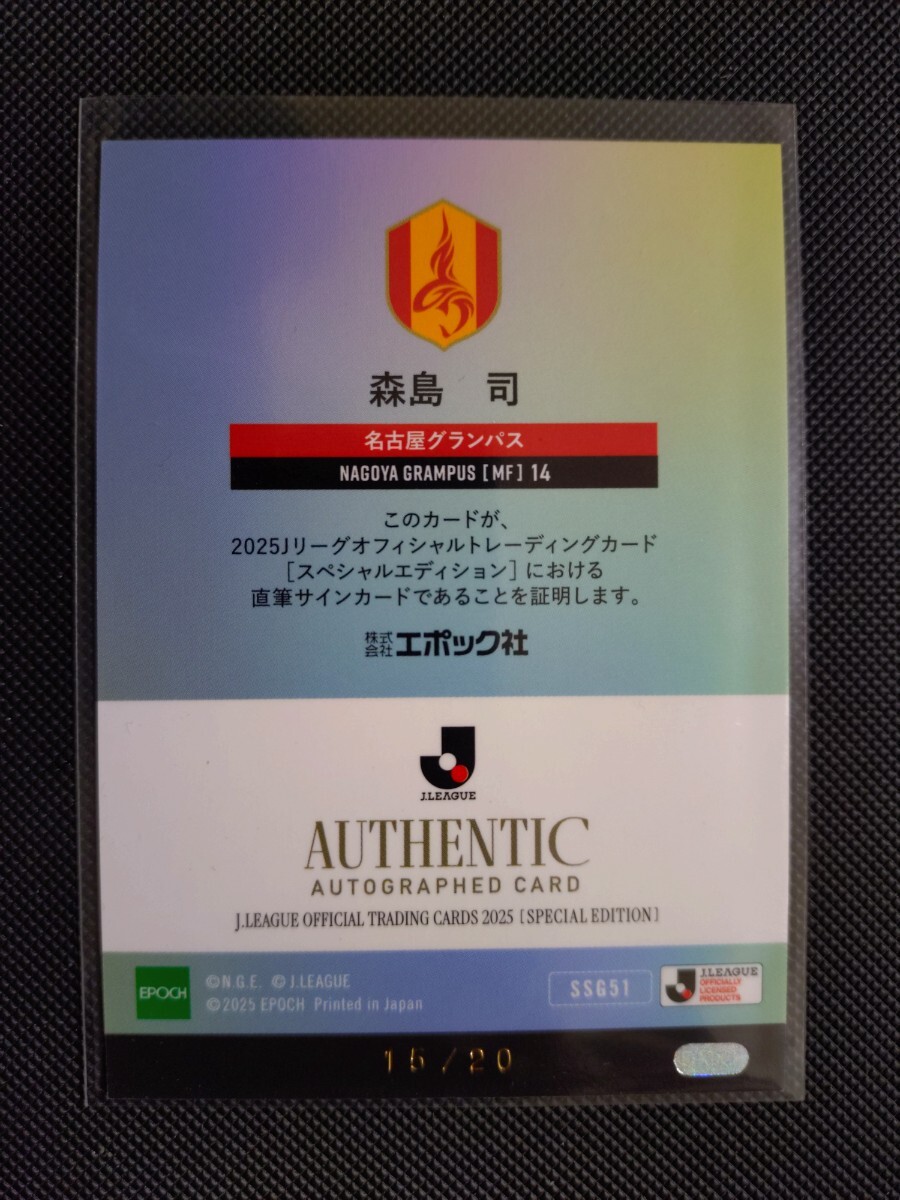 森島 司
名古屋グランパス
NAGOYA GRAMPUS [MF] 14
このカードが、
2025Jリーグオフィシャルトレーディングカード
[スペシャルエディション] における
直筆サインカードであることを証明します。
株式会社エポック社
J.LEAGUE
AUTHENTIC
AUTOGRAPHED CARD
J.LEAGUE OFFICIAL TRADING CARDS 2025 [SPECIAL EDITION]
EPOCH
©N.G.E. © J.LEAGUE
©2025 EPOCH Printed in Japan
SSG51
J.LEAGUE
OFFICIALLY
LICENSED
PRODUCTS
15/20